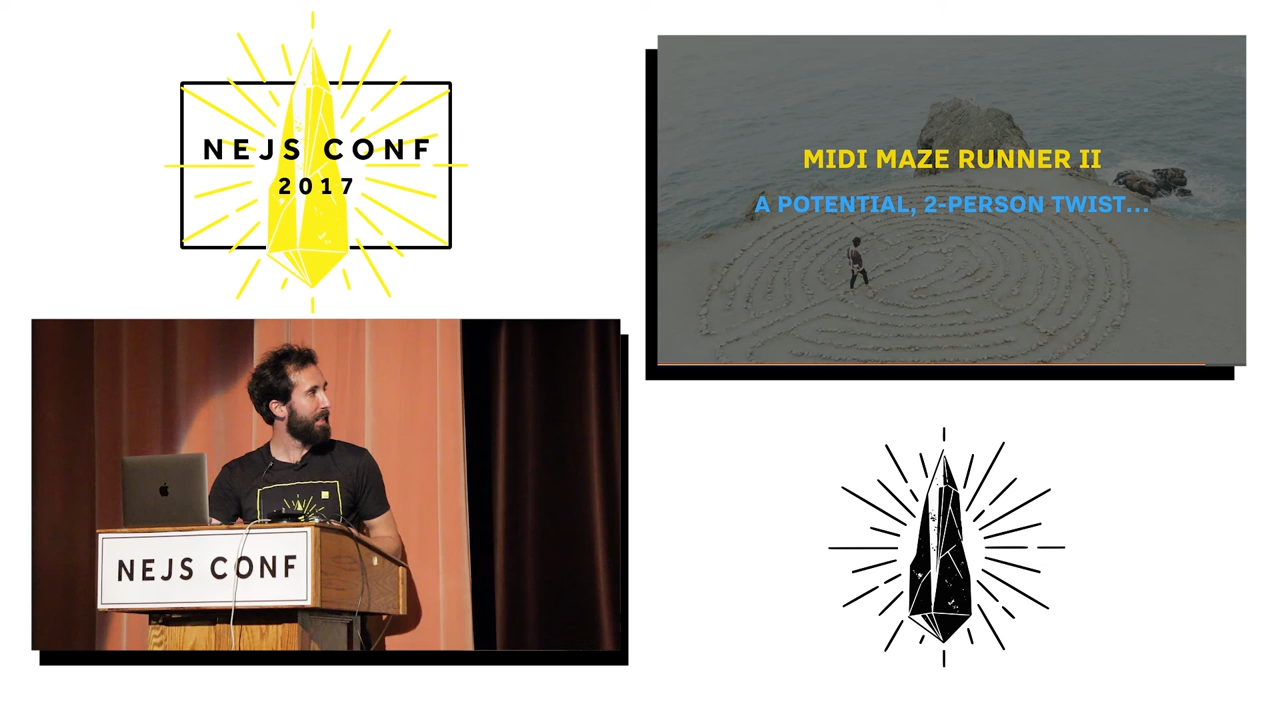 NEJS CONF
2017
MIDI MAZE RUNNER II
A POTENTIAL, 2-PERSON TWIST...
NEJS CONF